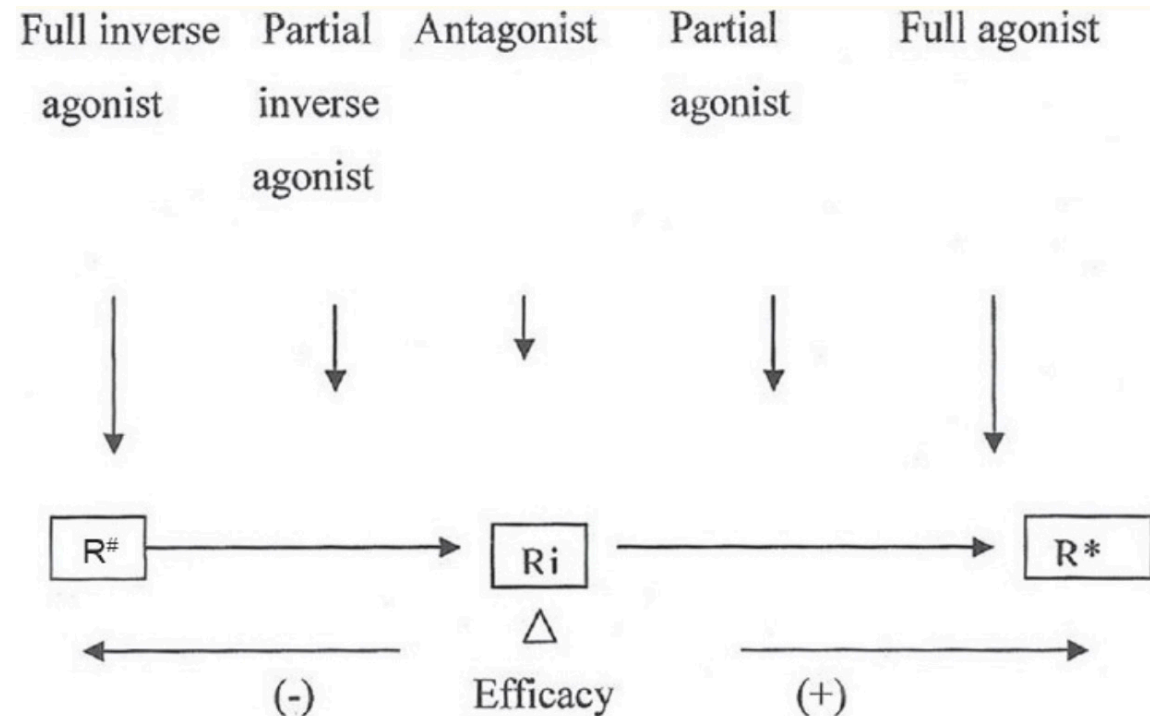 Full inverse agonist
Partial inverse agonist
Antagonist
Partial agonist
Full agonist
R#
Ri
R*
(-)
Efficacy
(+)